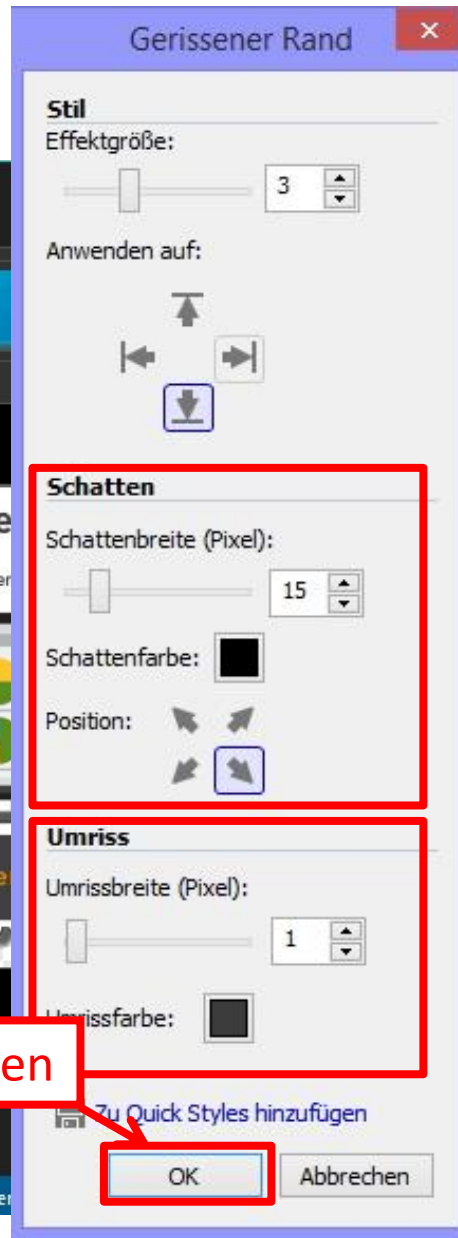 Gerissener Rand
Stil
Effektgröße:
3
Anwenden auf:
Schatten
Schattenbreite (Pixel):
15
Schattenfarbe:
Position:
Umriss
Umrissbreite (Pixel):
1
Umrissfarbe:
en
Zu Quick Styles hinzufügen
OK Abbrechen